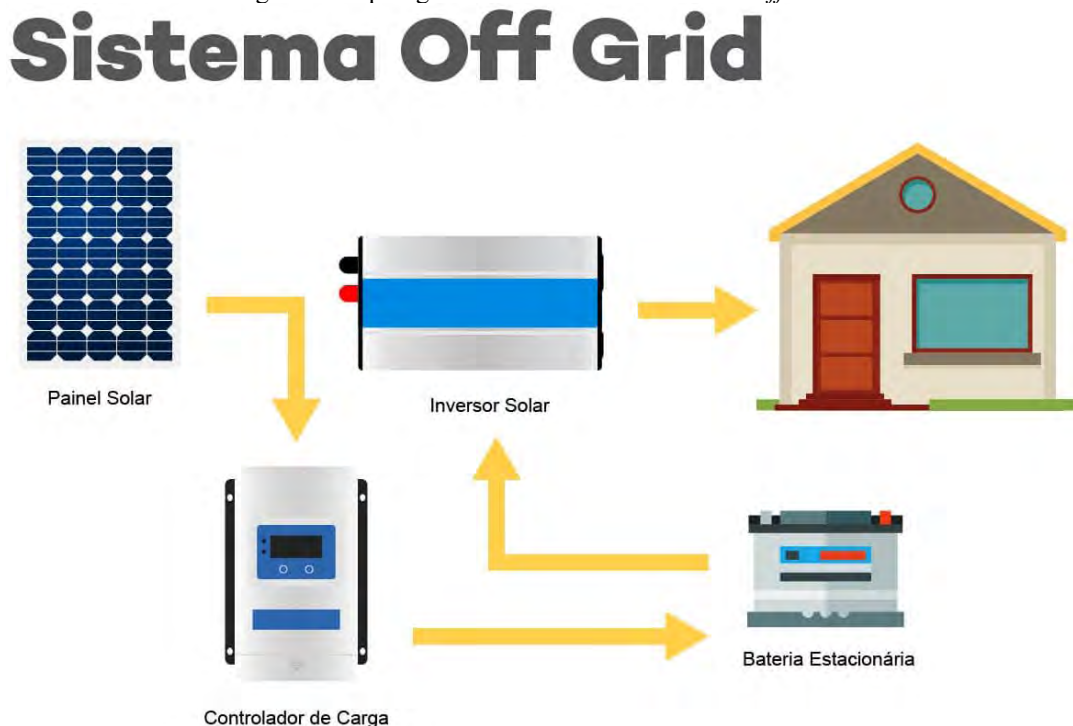 Sistema Off Grid
Painel Solar
Inversor Solar
Bateria Estacionária
Controlador de Carga